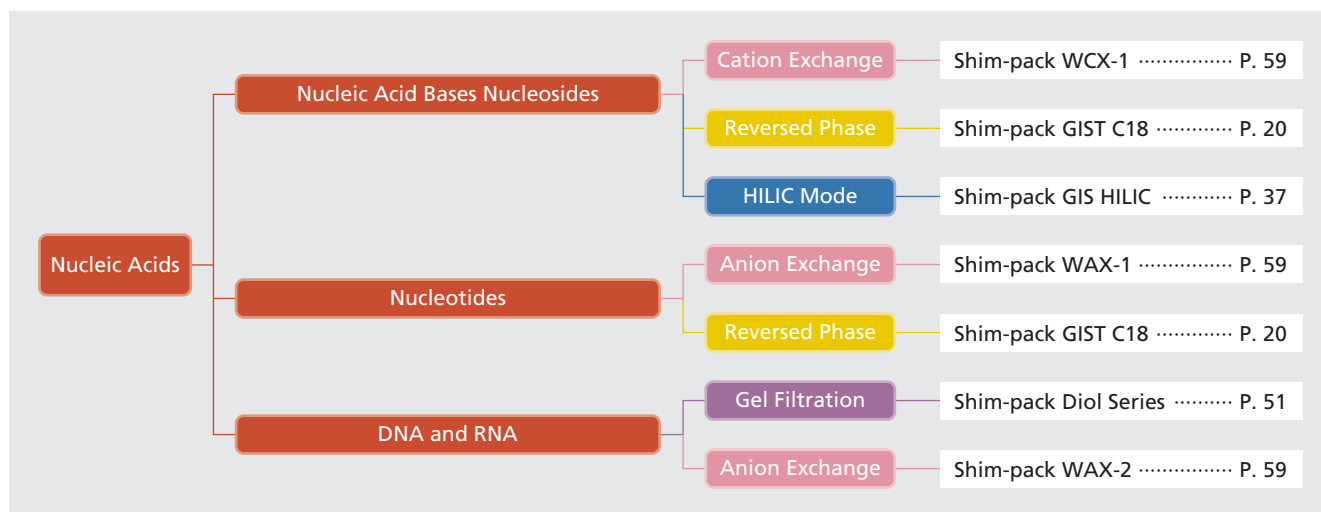 Nucleic Acids
Nucleic Acid Bases Nucleosides
Cation Exchange
Shim-pack WCX-1 ················ P. 59
Reversed Phase
Shim-pack GIST C18 ············· P. 20
HILIC Mode
Shim-pack GIS HILIC ············ P. 37
Nucleotides
Anion Exchange
Shim-pack WAX-1 ················ P. 59
Reversed Phase
Shim-pack GIST C18 ············· P. 20
DNA and RNA
Gel Filtration
Shim-pack Diol Series ·········· P. 51
Anion Exchange
Shim-pack WAX-2 ················ P. 59